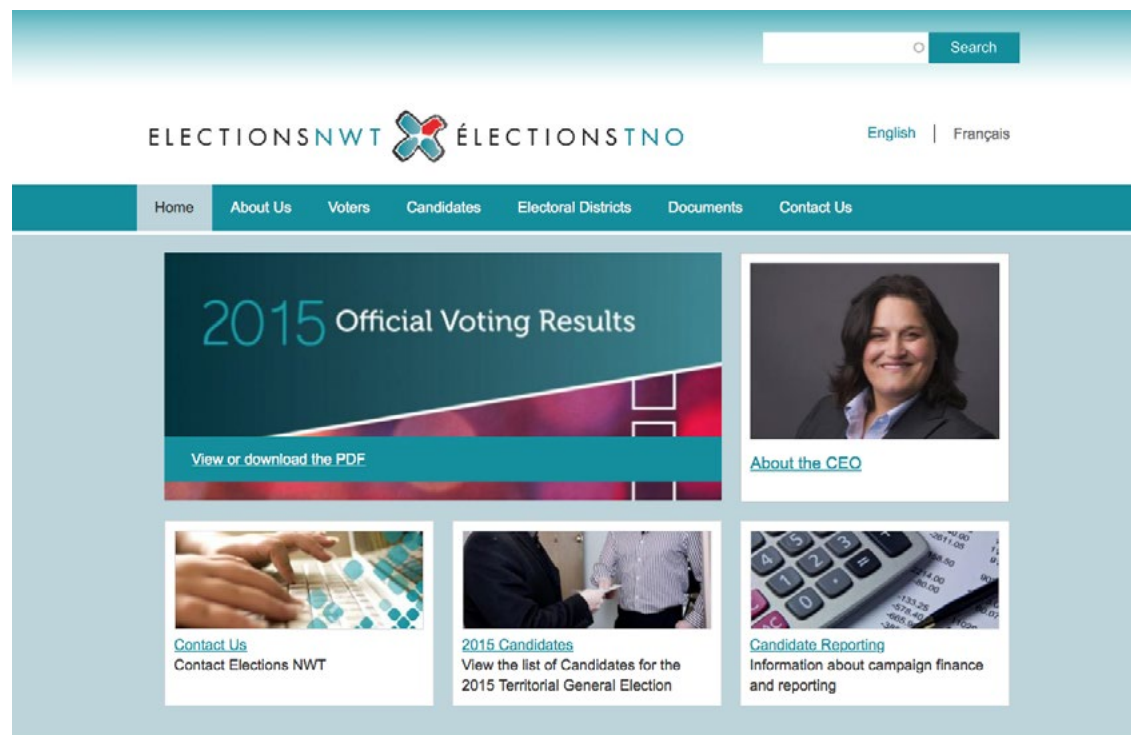 Search
ELECTIONSNWT ÉLECTIONSTNO
English | Français
Home About Us Voters Candidates Electoral Districts Documents Contact Us
2015 Official Voting Results
View or download the PDF
About the CEO
Contact Us
Contact Elections NWT
2015 Candidates
View the list of Candidates for the
2015 Territorial General Election
Candidate Reporting
Information about campaign finance
and reporting